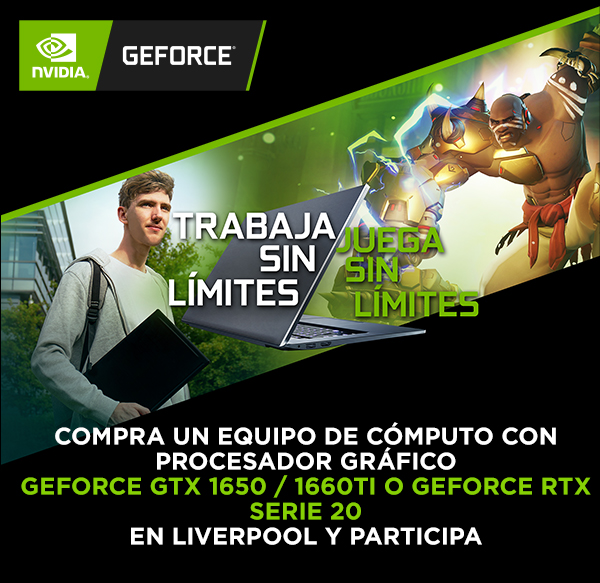 NVIDIA.
GEFORCE®
TRABAJA
SIN
LÍMITES
JUEGA
SIN
LÍMITES
COMPRA UN EQUIPO DE CÓMPUTO CON
PROCESADOR GRÁFICO
GEFORCE GTX 1650 / 1660TI O GEFORCE RTX
SERIE 20
EN LIVERPOOL Y PARTICIPA